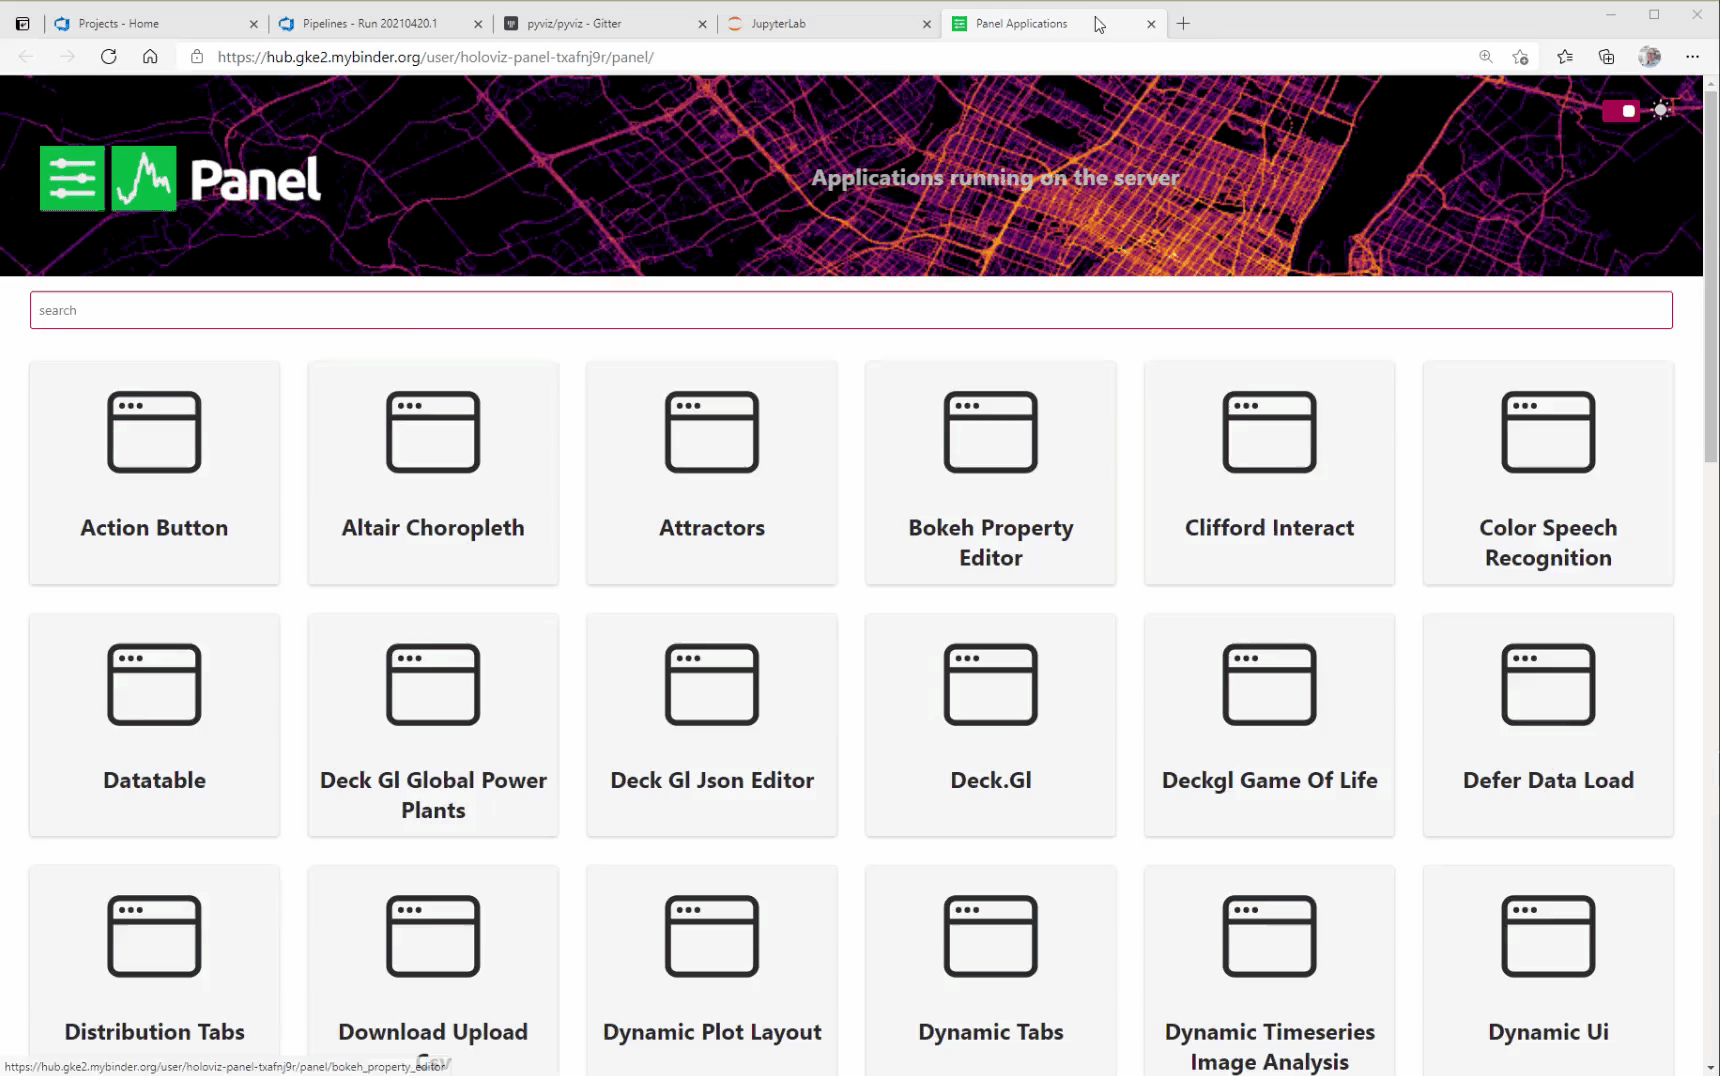 Projects - Home
Pipelines - Run 20210420.1
pyviz/pyviz - Gitter
JupyterLab
Panel Applications
https://hub.gke2.mybinder.org/user/holoviz-panel-txafnj9r/panel/
Panel
Applications running on the server
search
Action Button
Altair Choropleth
Attractors
Bokeh Property
Editor
Clifford Interact
Color Speech
Recognition
Datatable
Deck Gl Global Power
Plants
Deck Gl Json Editor
Deck.Gl
Deckgl Game Of Life
Defer Data Load
Distribution Tabs
Download Upload
Csv
Dynamic Plot Layout
Dynamic Tabs
Dynamic Timeseries
Image Analysis
Dynamic Ui
https://hub.gke2.mybinder.org/user/holoviz-panel-txafnj9r/panel/bokeh_property_editor